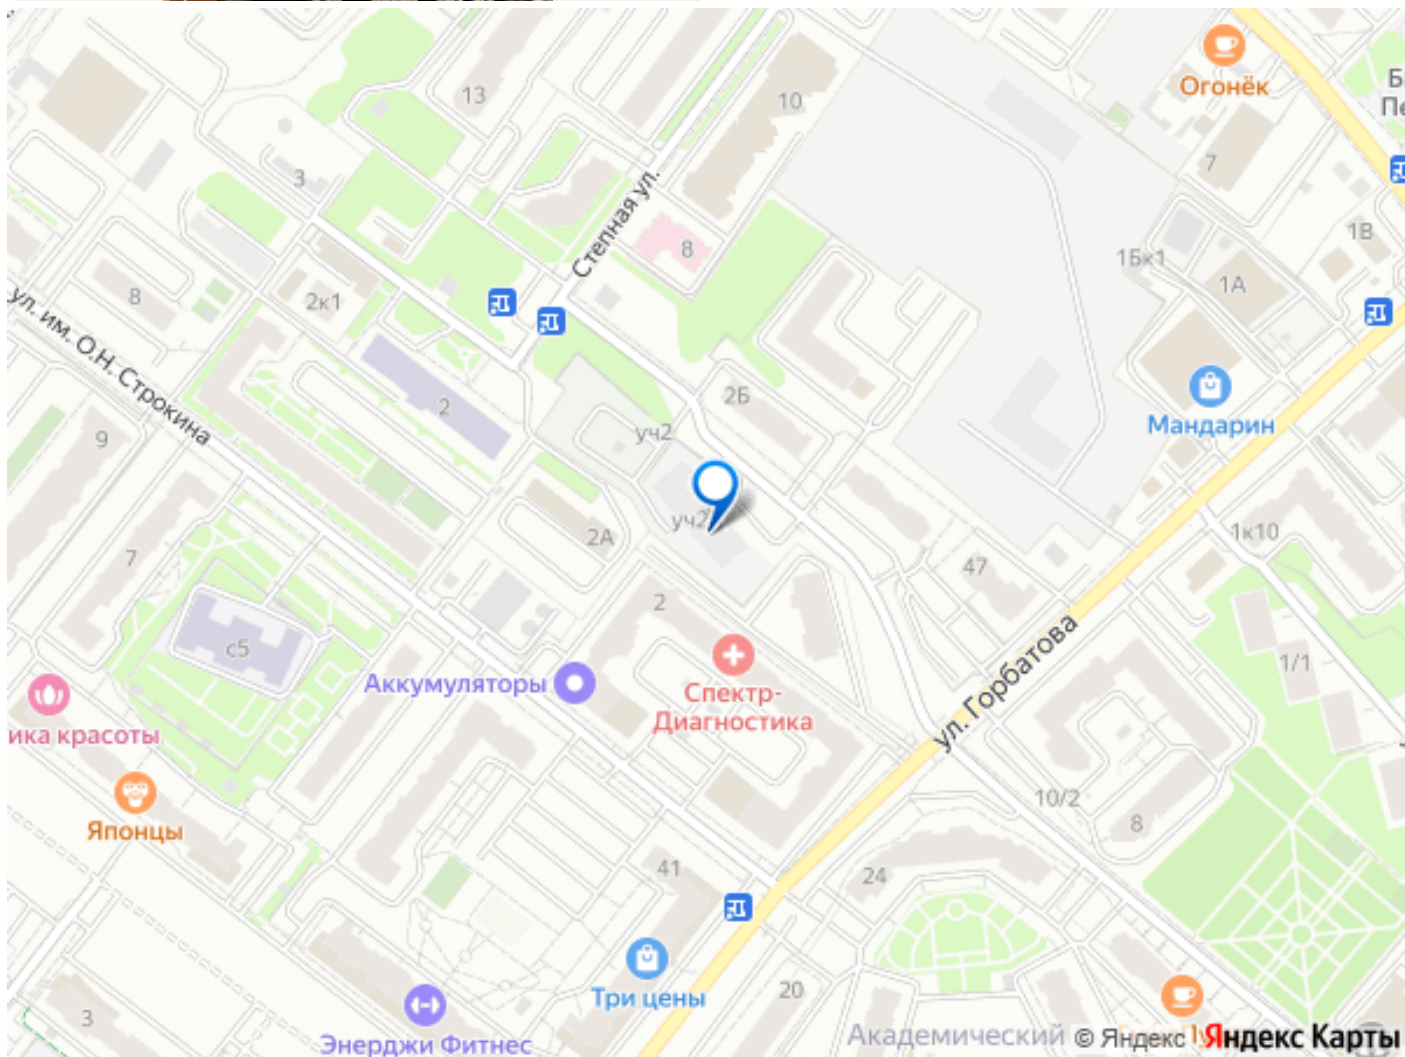 Огонёк
Б
Пе
13
10
7
3
Степная ул.
8
1В
1Бк1
1А
8
2к1
ул. им. О.Н. Строкина
2Б
2
Мандарин
уч2
9
уч2
2А
1к10
7
47
2
с5
1/1
ул. Горбатова
Аккумуляторы
Спектр-
Диагностика
ика красоты
10/2
8
Японцы
41
24
Три цены
20
3
Энерджи Фитнес
Академический
© Яндекс
Яндекс Карты